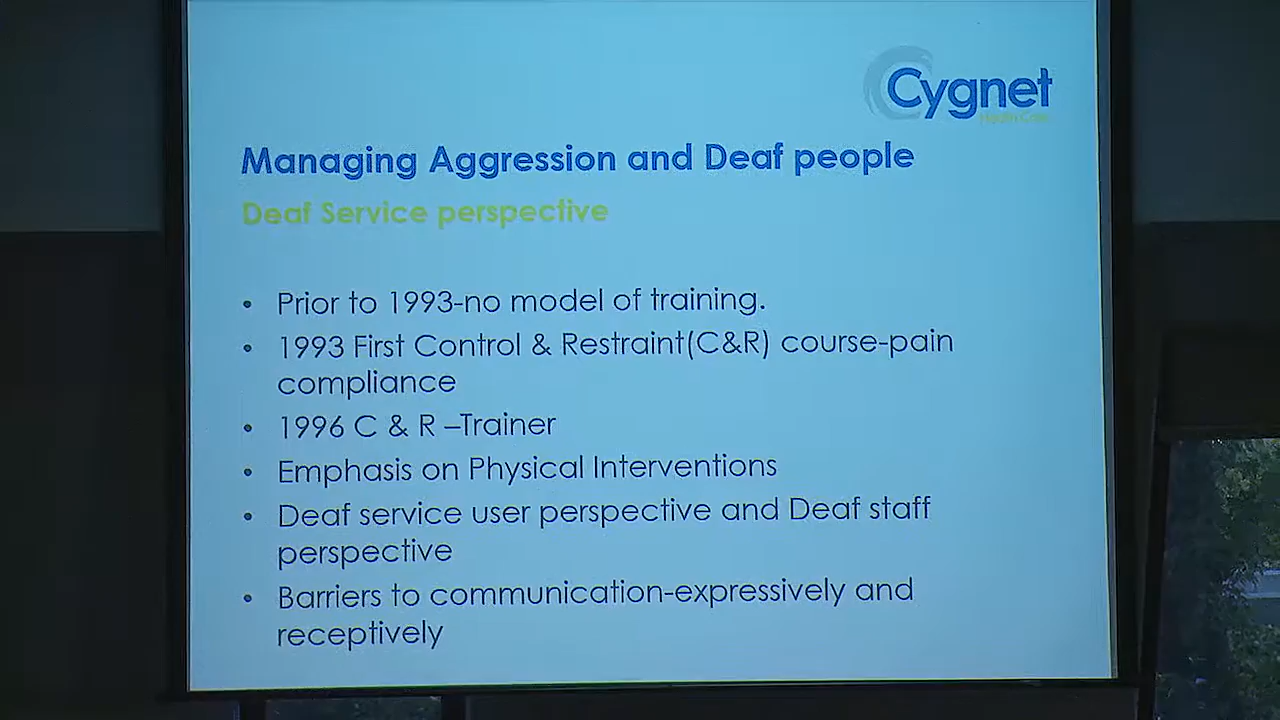 Cygnet
Health Care
Managing Aggression and Deaf people
Deaf Service perspective
• Prior to 1993-no model of training.
• 1993 First Control & Restraint(C&R) course-pain
compliance
• 1996 C & R –Trainer
• Emphasis on Physical Interventions
• Deaf service user perspective and Deaf staff
perspective
• Barriers to communication-expressively and
receptively